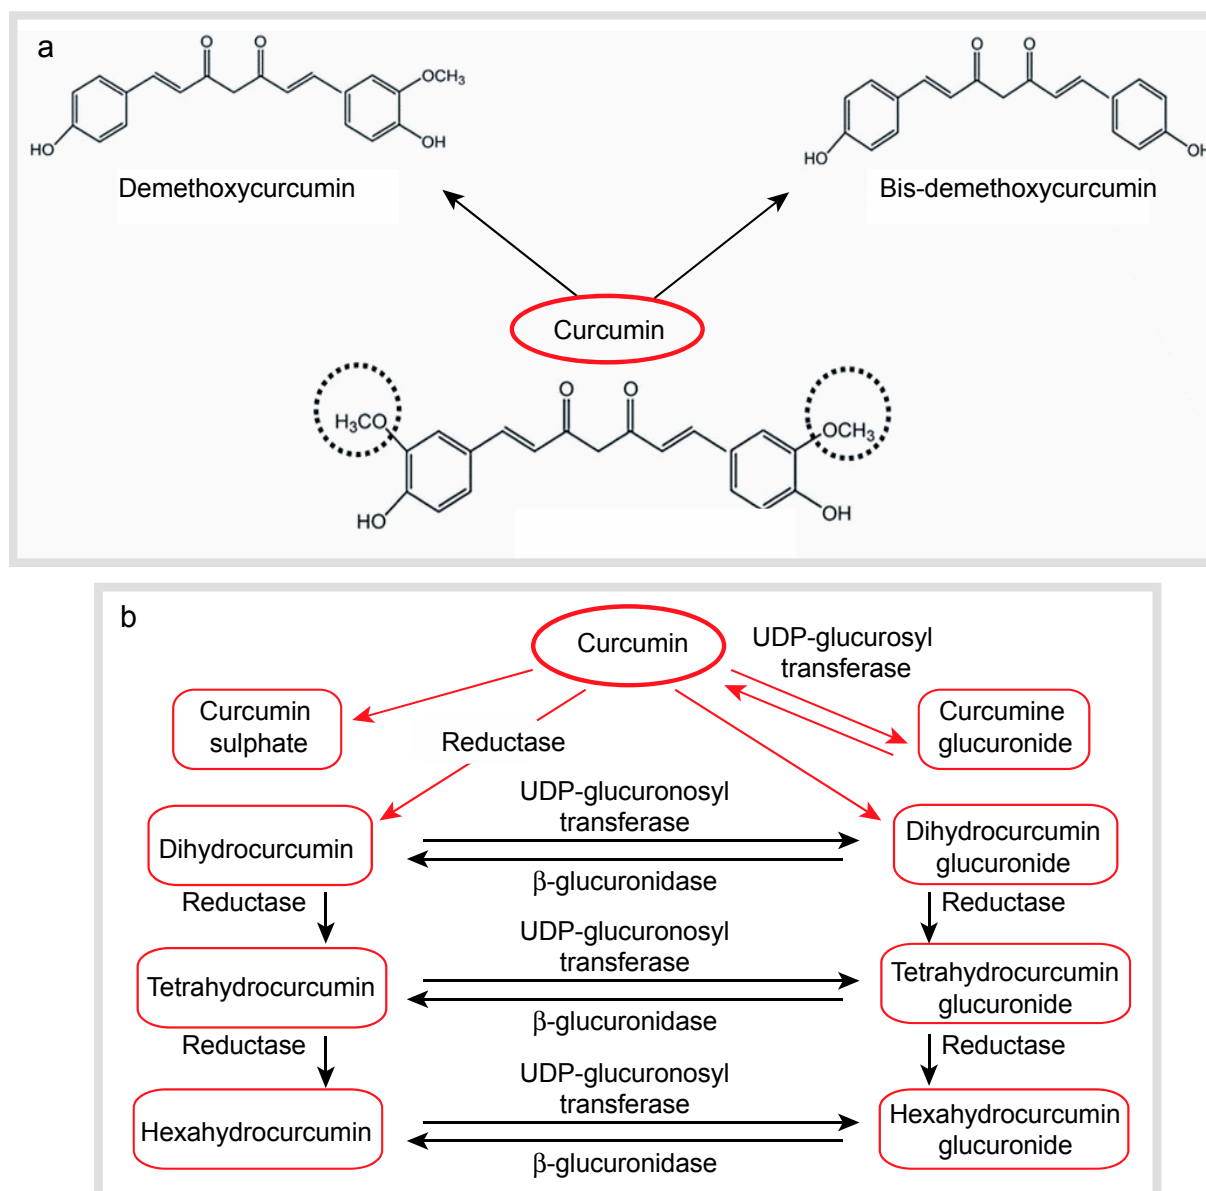 a
O O
OCH3
HO
OH
Demethoxycurcumin
O O
HO
OH
Bis-demethoxycurcumin
Curcumin
H3CO
O O
OCH3
HO
OH
b
Curcumin
UDP-glucurosyl
transferase
Curcumin
sulphate
Reductase
Curcumine
glucuronide
UDP-glucuronosyl
transferase
Dihydrocurcumin
Dihydrocurcumin
glucuronide
β-glucuronidase
Reductase
Reductase
UDP-glucuronosyl
transferase
Tetrahydrocurcumin
Tetrahydrocurcumin
glucuronide
β-glucuronidase
Reductase
Reductase
UDP-glucuronosyl
transferase
Hexahydrocurcumin
Hexahydrocurcumin
glucuronide
β-glucuronidase